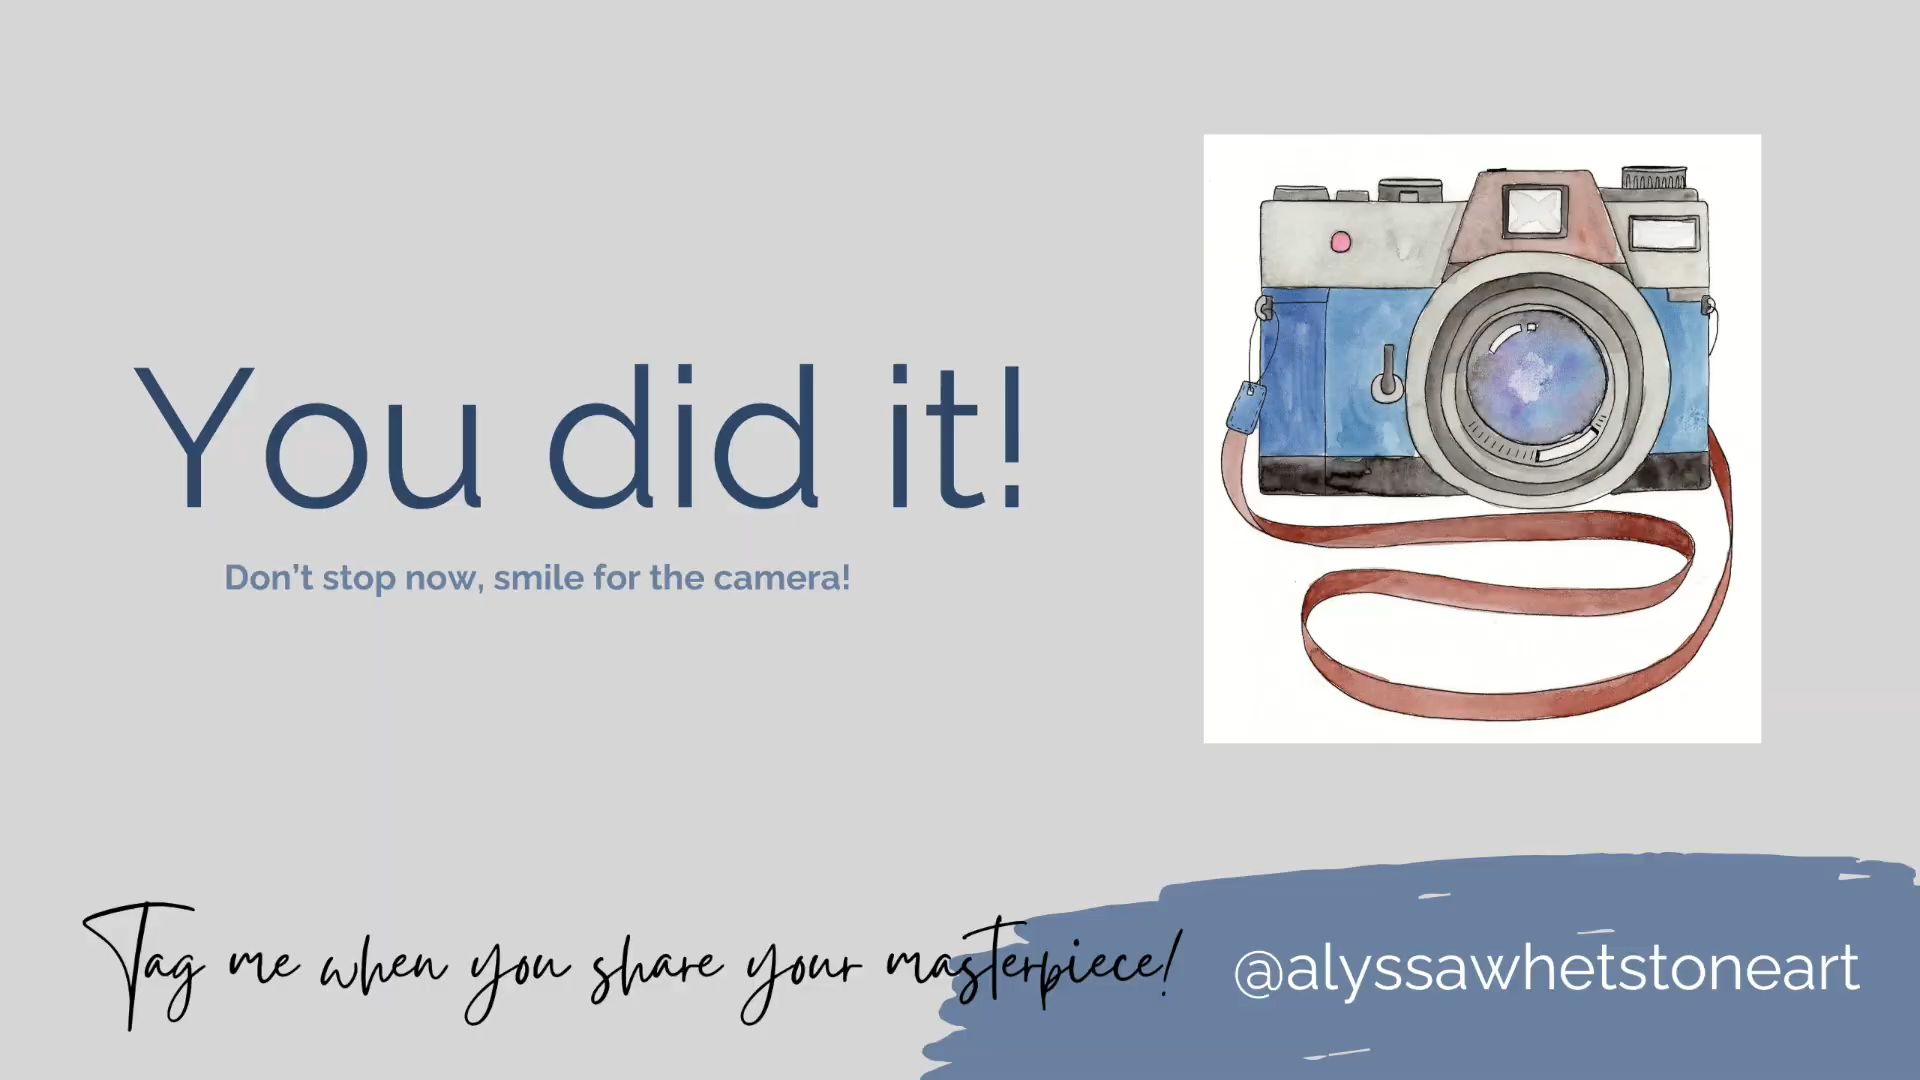 You did it!
Don’t stop now, smile for the camera!
Tag me when you share your masterpiece!
@alyssawhetstoneart